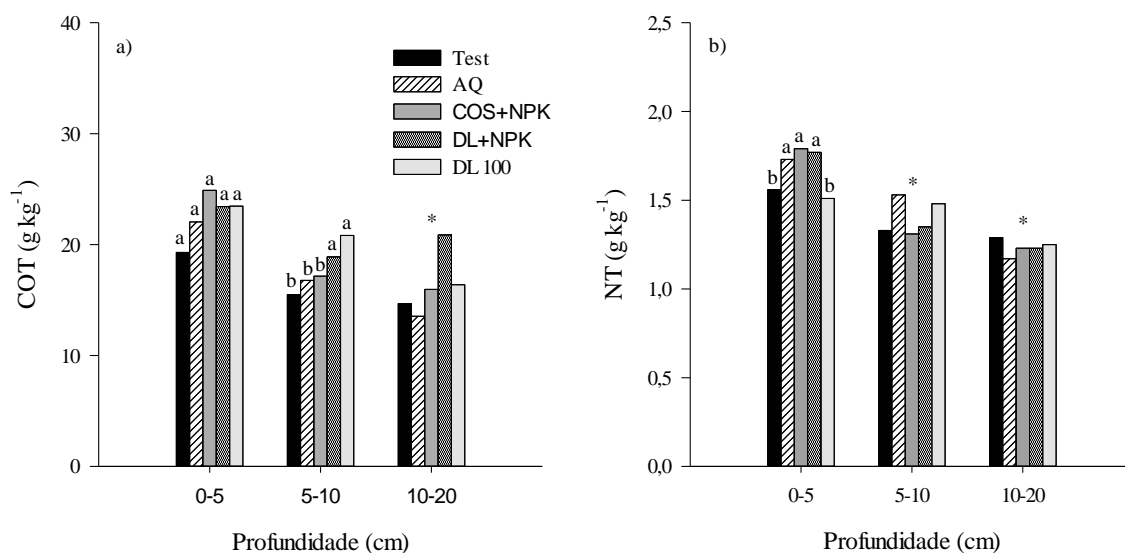 a)
Test
AQ
COS+NPK
DL+NPK
DL 100
COT (g kg⁻¹)
40
30
20
10
0
a a a a a
b b b a a
*
0-5 5-10 10-20
Profundidade (cm)
b)
NT (g kg⁻¹)
2,5
2,0
1,5
1,0
0,5
0,0
b a a a b
*
*
0-5 5-10 10-20
Profundidade (cm)